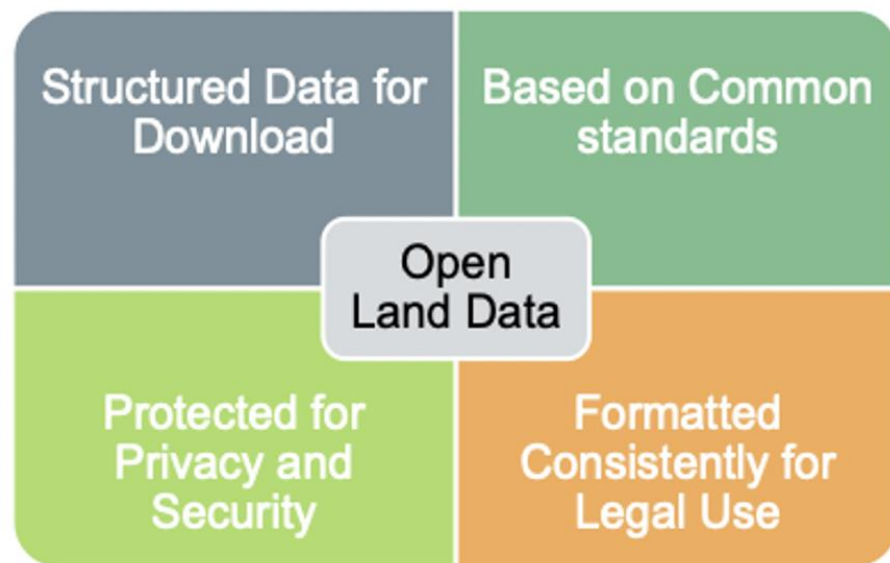 Structured Data for
Download
Based on Common
standards
Open
Land Data
Protected for
Privacy and
Security
Formatted
Consistently for
Legal Use